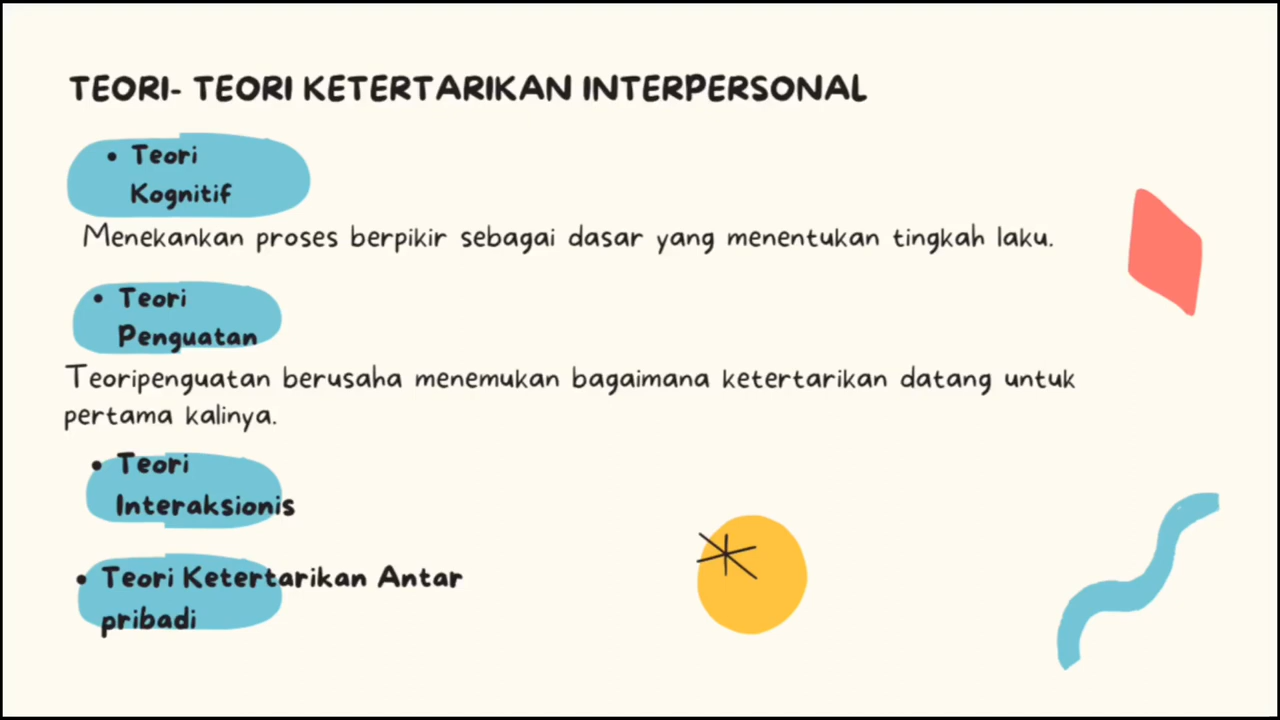 TEORI- TEORI KETERTARIKAN INTERPERSONAL
• Teori
Kognitif
Menekankan proses berpikir sebagai dasar yang menentukan tingkah laku.
• Teori
Penguatan
Teoripenguatan berusaha menemukan bagaimana ketertarikan datang untuk
pertama kalinya.
• Teori
Interaksionis
• Teori Ketertarikan Antar
pribadi